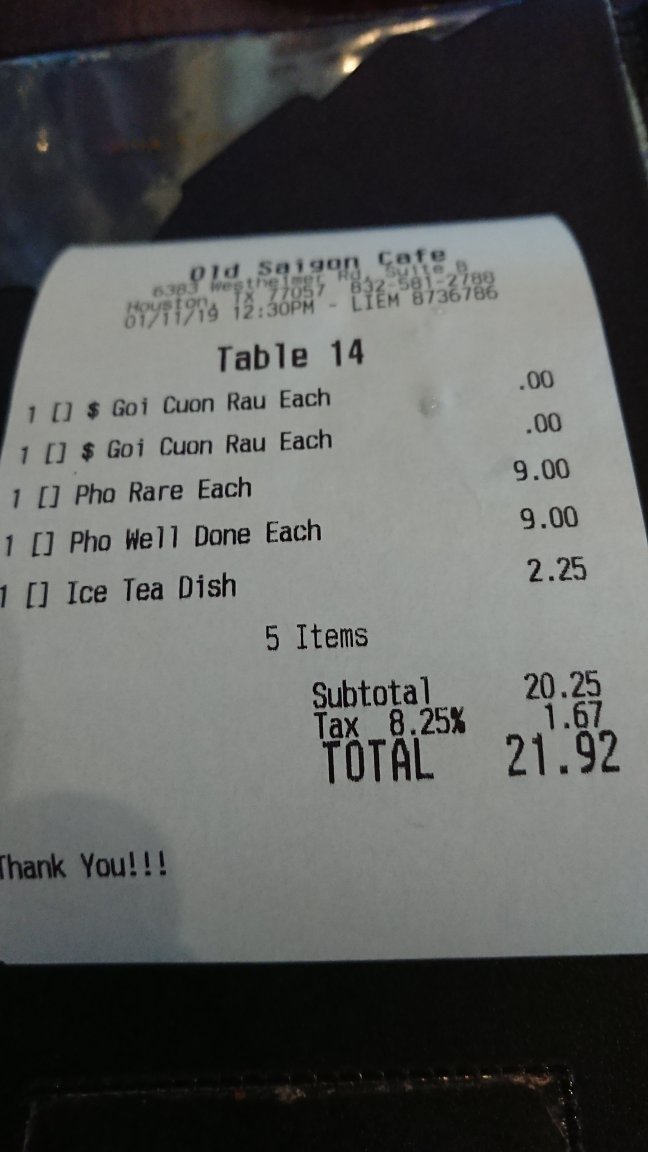 Old Saigon Cafe
6383 Westheimer Rd, Suite B
Houston, Tx 77057 832-581-2788
01/11/19 12:30PM - LIEM 8736786
Table 14
1 [] $ Goi Cuon Rau Each .00
1 [] $ Goi Cuon Rau Each .00
1 [] Pho Rare Each 9.00
1 [] Pho Well Done Each 9.00
1 [] Ice Tea Dish 2.25
5 Items
Subtotal 20.25
Tax 8.25% 1.67
TOTAL 21.92
Thank You!!!